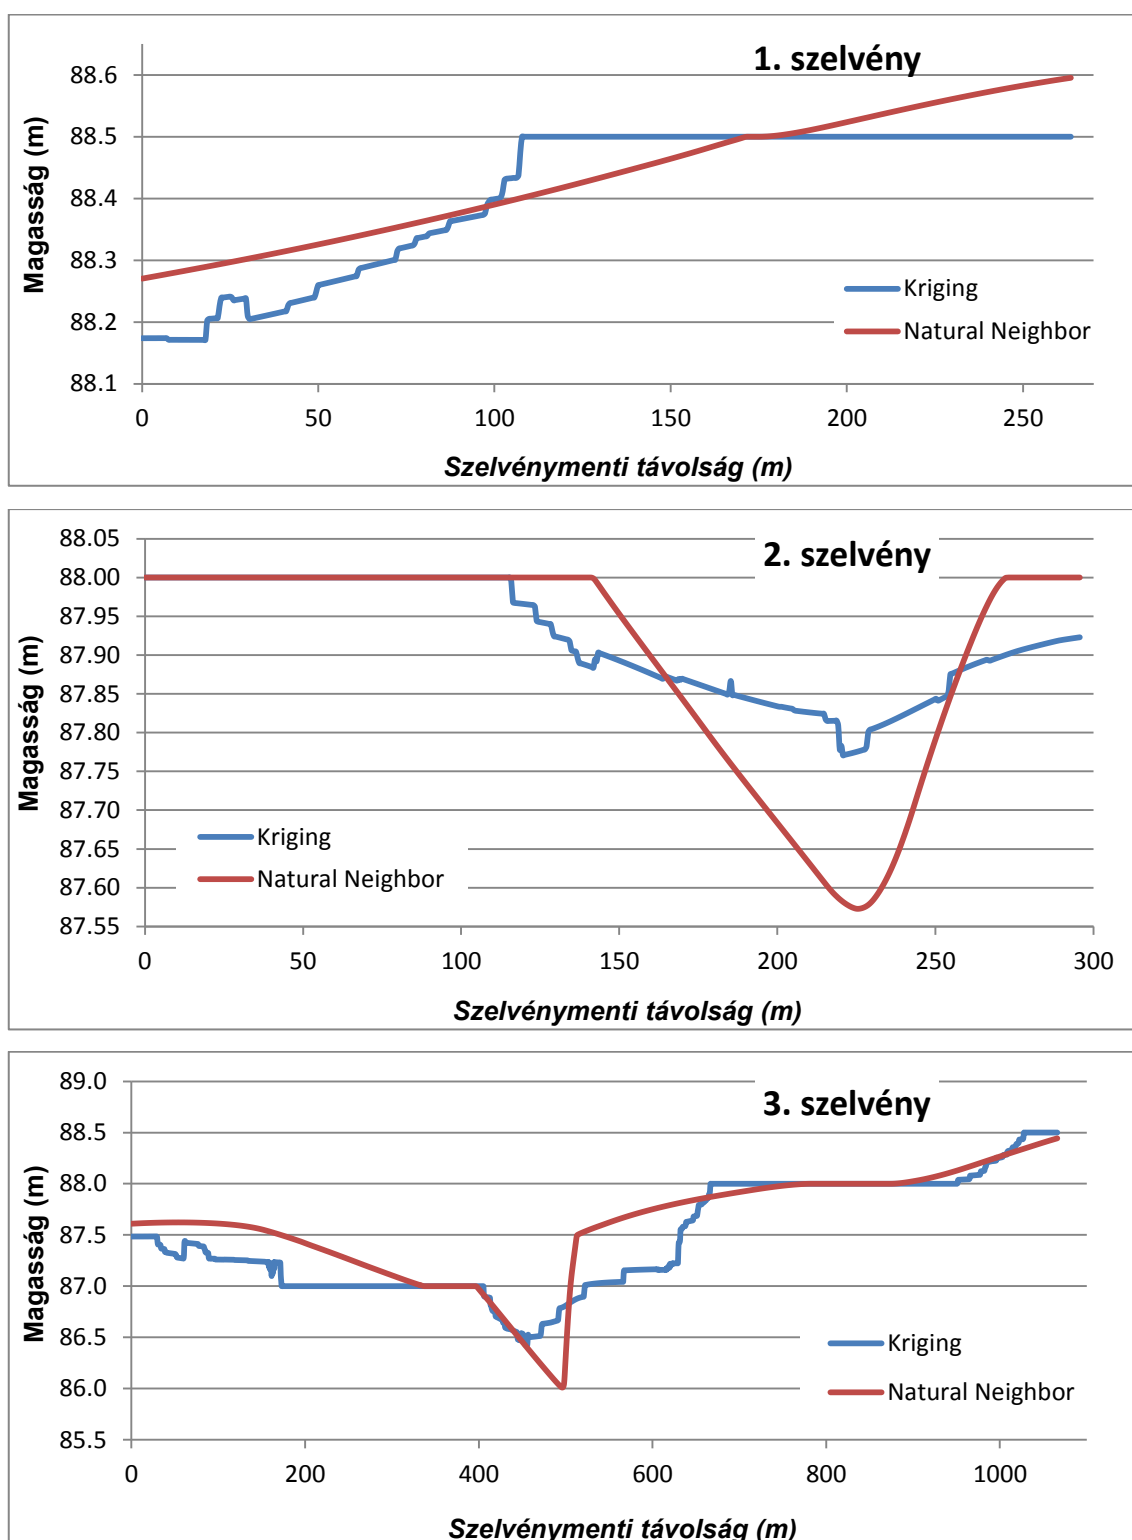 1. szelvény
88.6
88.5
88.4
88.3
88.2
88.1
Magasság (m)
Kriging
Natural Neighbor
0 50 100 150 200 250
Szelvénymenti távolság (m)
2. szelvény
88.05
88.00
87.95
87.90
87.85
87.80
87.75
87.70
87.65
87.60
87.55
Magasság (m)
Kriging
Natural Neighbor
0 50 100 150 200 250 300
Szelvénymenti távolság (m)
3. szelvény
89.0
88.5
88.0
87.5
87.0
86.5
86.0
85.5
Magasság (m)
Kriging
Natural Neighbor
0 200 400 600 800 1000
Szelvénymenti távolság (m)